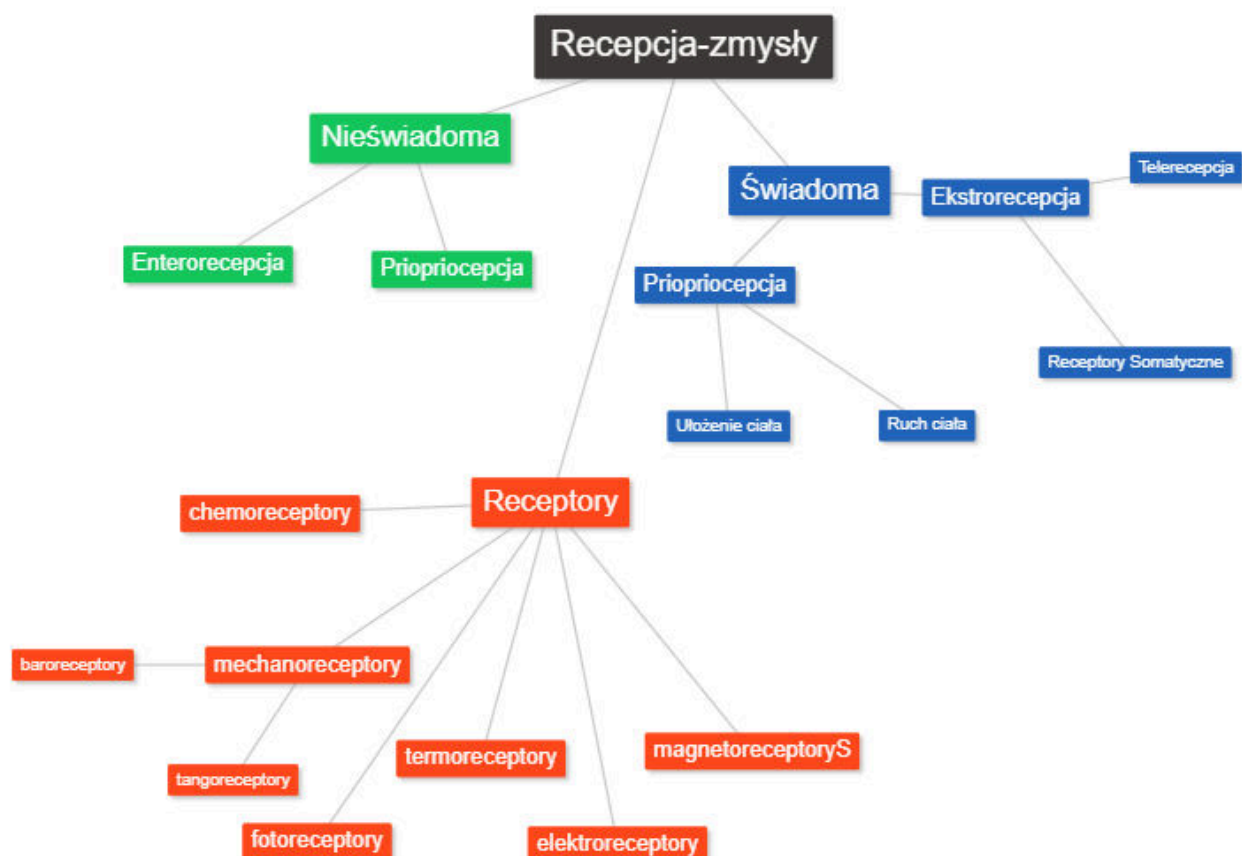 Recepcja-zmysły
Nieświadoma
Świadoma
Telerecepcja
Ekstrorecepcja
Enterorecepcja
Priopriocepcja
Priopriocepcja
Receptory Somatyczne
Ułożenie ciała
Ruch ciała
Receptory
chemoreceptory
baroreceptory
mechanoreceptory
tangoreceptory
termoreceptory
magnetoreceptoryS
fotoreceptory
elektroreceptory